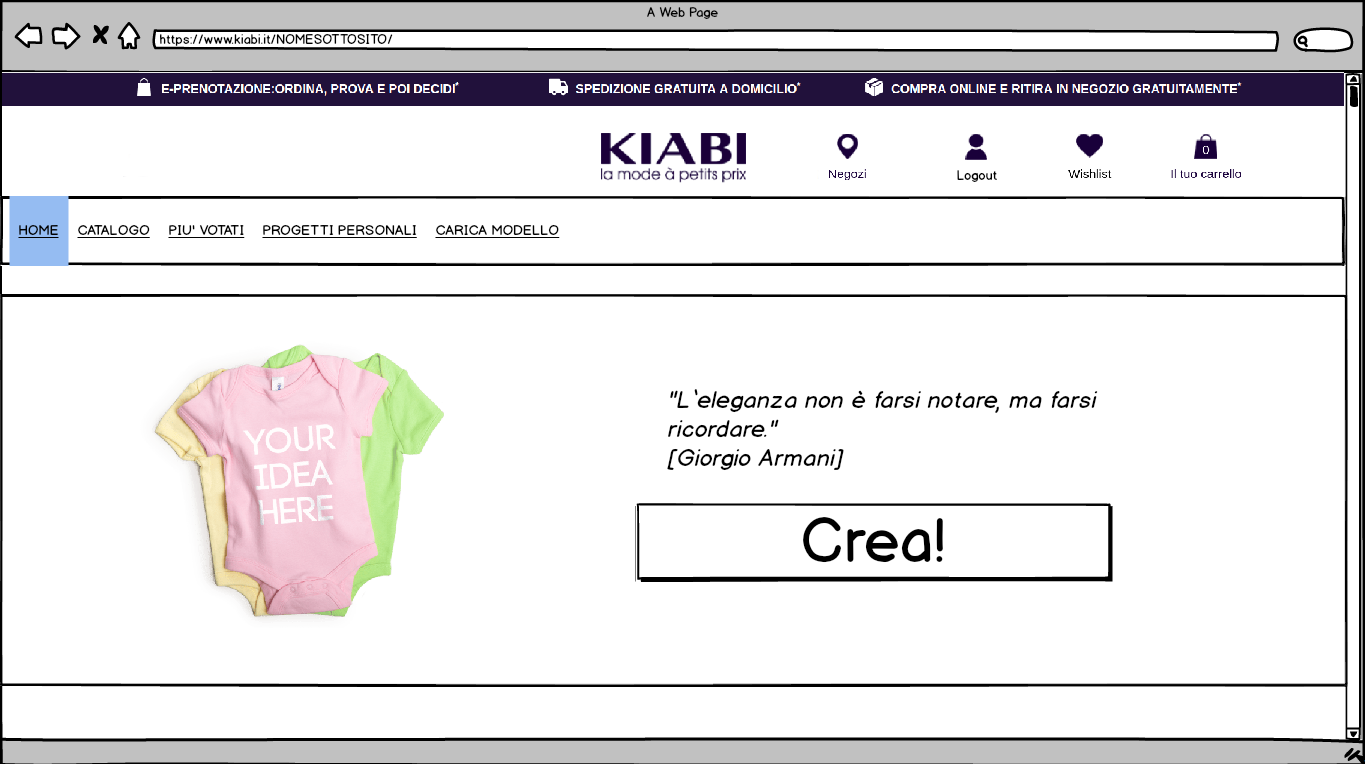 A Web Page
https://www.kiabi.it/NOMESOTTOSITO/
E-PRENOTAZIONE:ORDINA, PROVA E POI DECIDI*
SPEDIZIONE GRATUITA A DOMICILIO*
COMPRA ONLINE E RITIRA IN NEGOZIO GRATUITAMENTE*
KIABI
la mode à petits prix
Negozi
Logout
Wishlist
0
Il tuo carrello
HOME
CATALOGO
PIU' VOTATI
PROGETTI PERSONALI
CARICA MODELLO
YOUR
IDEA
HERE
"L`eleganza non è farsi notare, ma farsi
ricordare."
[Giorgio Armani]
Crea!